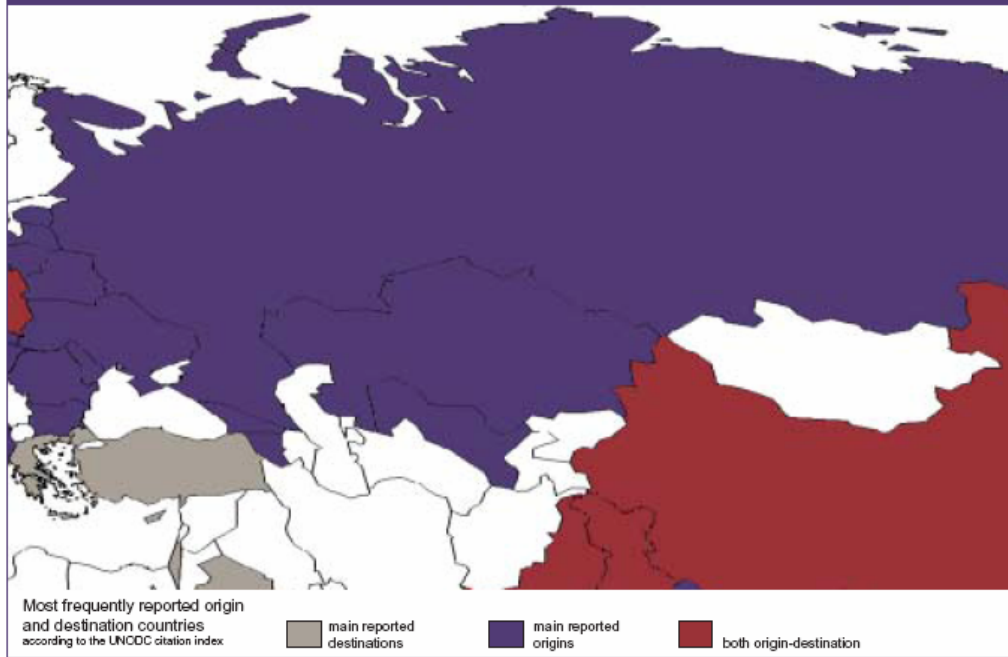 Most frequently reported origin
and destination countries
according to the UNODC citation index
main reported
destinations
main reported
origins
both origin-destination